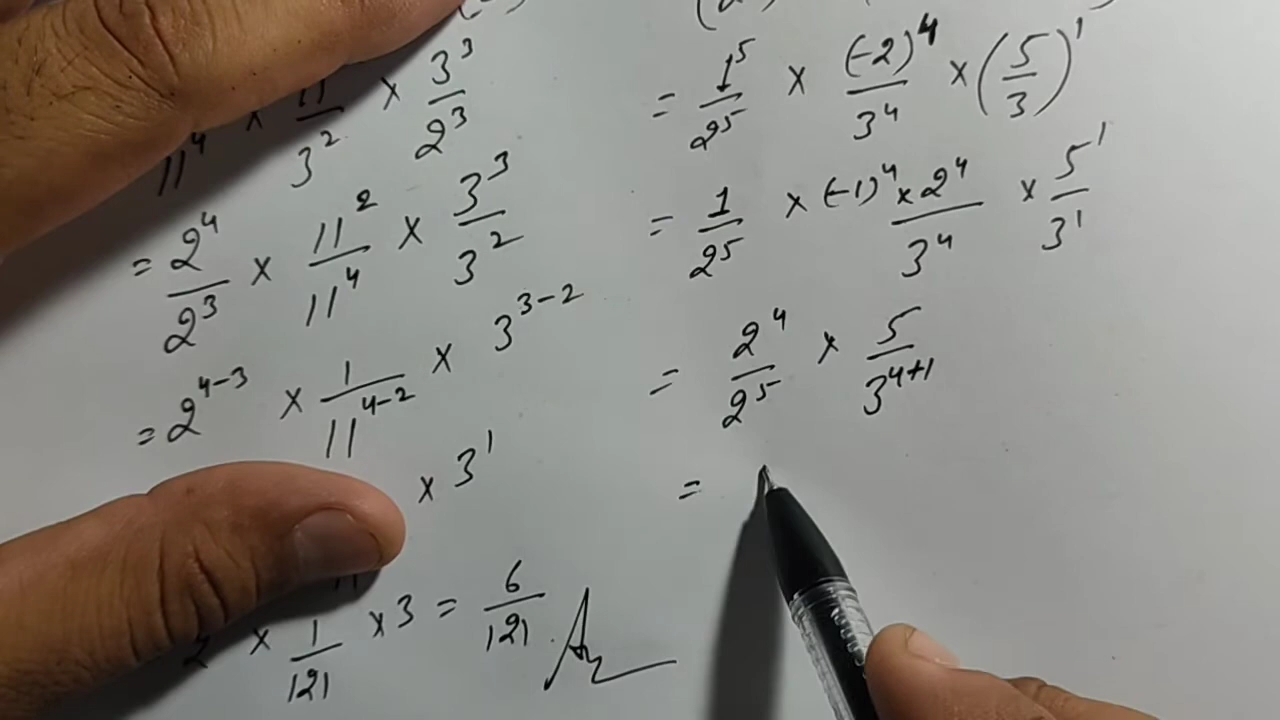 11⁴ × 11/3² × 3³/2³
= 2⁴/2³ × 11²/11⁴ × 3³/3²
= 2⁴⁻³ × 1/11⁴⁻² × 3³⁻²
× 3¹
× 1/121 × 3 = 6/121 .
= 1⁵/2⁵ × (-2)⁴/3⁴ × (5/3)¹
= 1/2⁵ × (-1)⁴ × 2⁴/3⁴ × 5¹/3¹
= 2⁴/2⁵ × 5/3⁴⁺¹
=